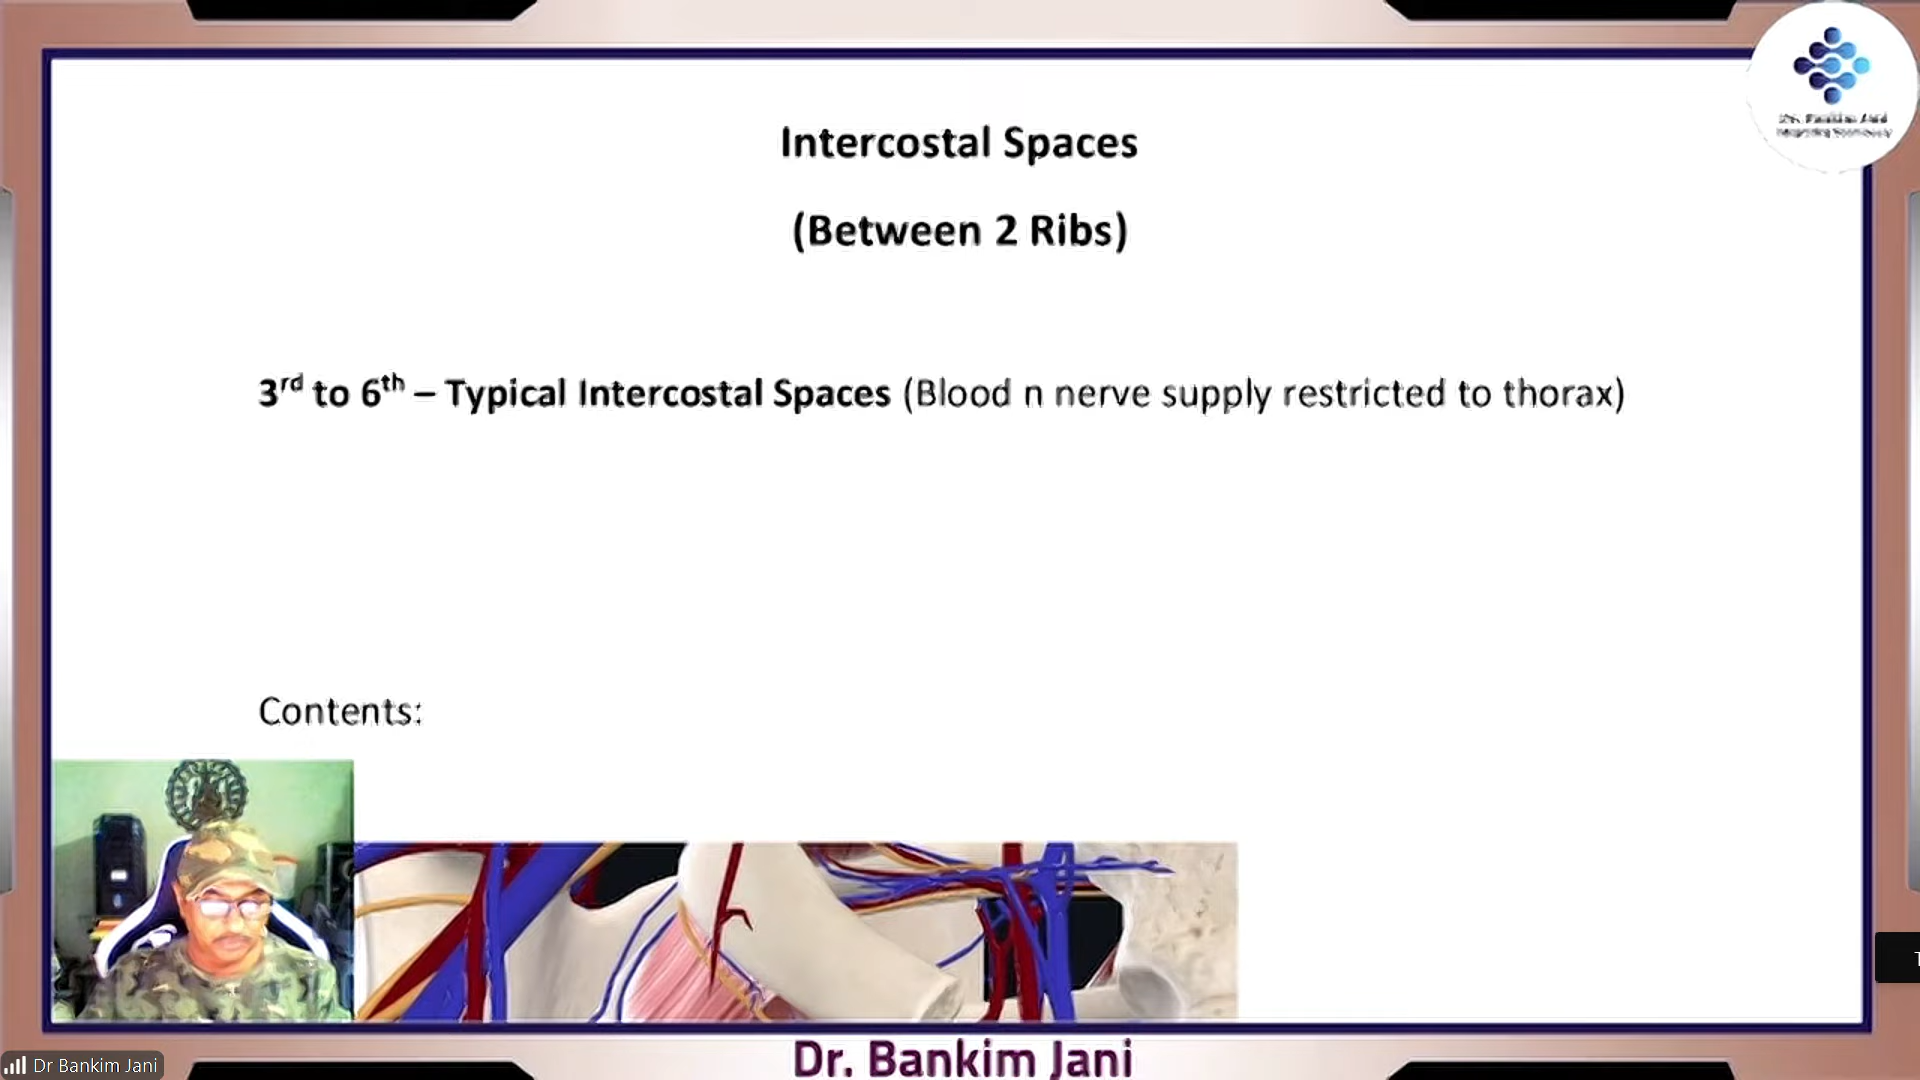 Intercostal Spaces
(Between 2 Ribs)
3rd to 6th – Typical Intercostal Spaces (Blood n nerve supply restricted to thorax)
Contents:
Dr Bankim Jani
Dr. Bankim Jani